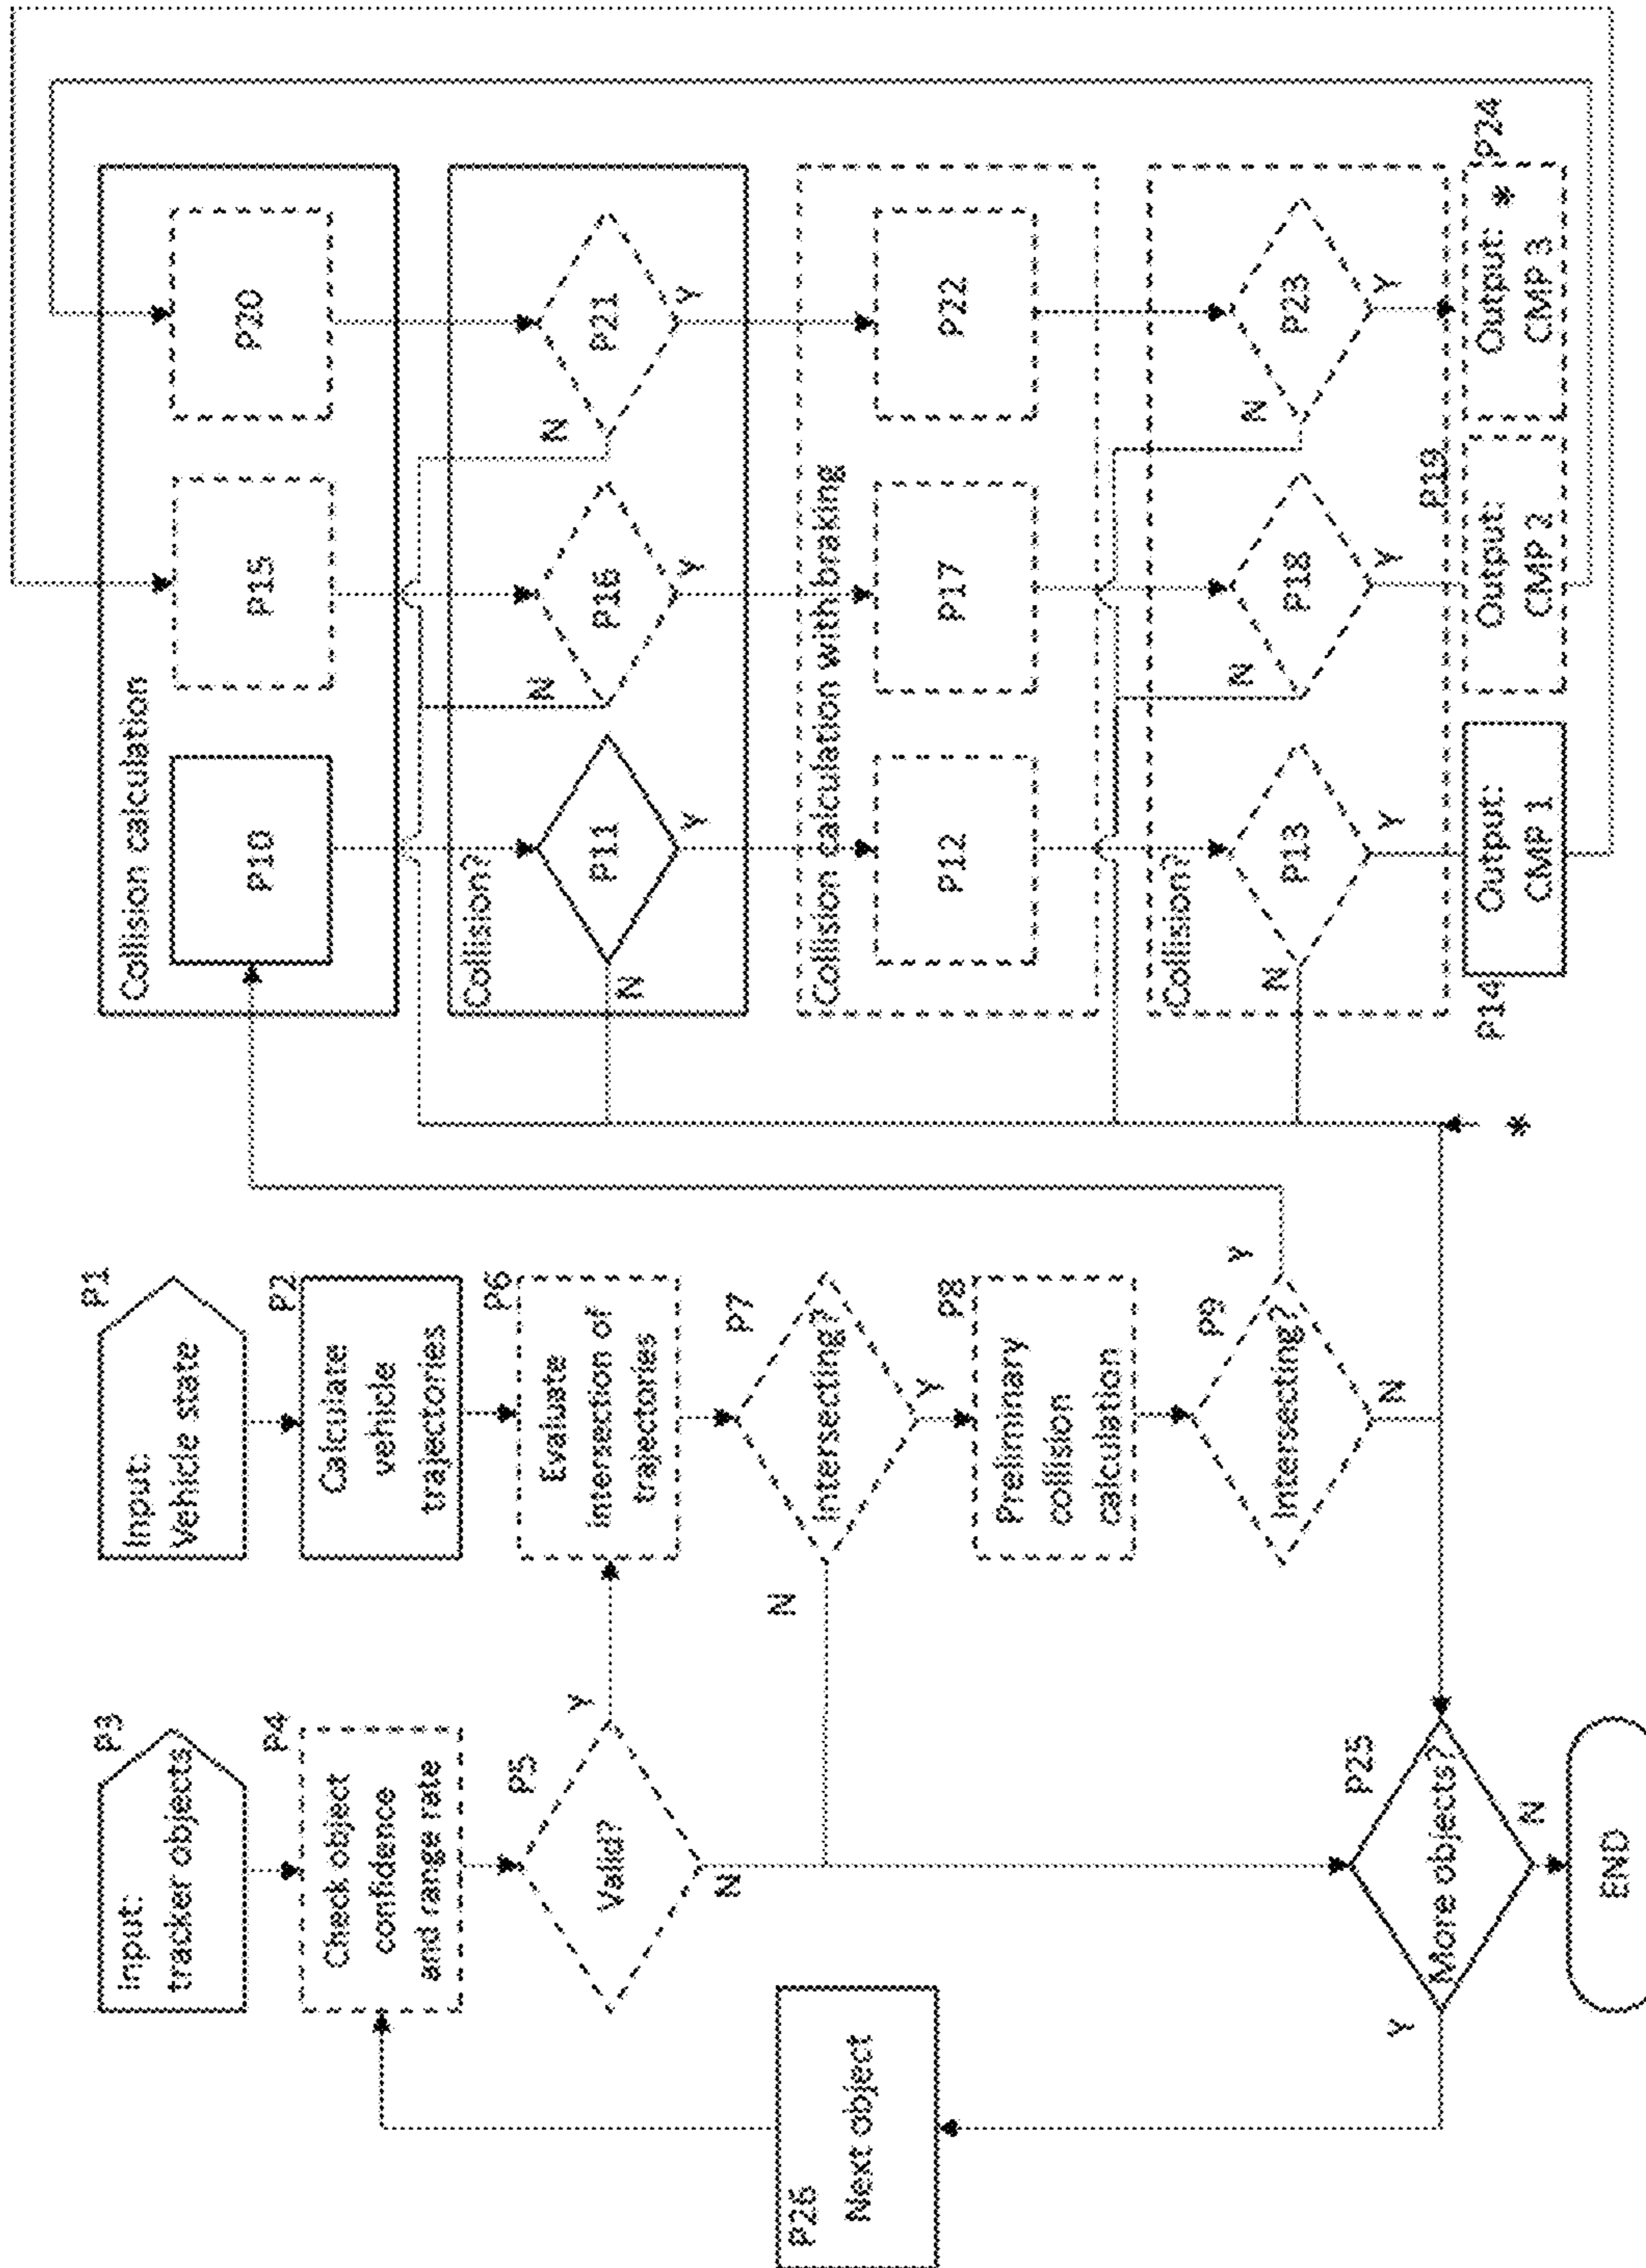 P3
Input:
tracker objects
P4
Check object
confidence
and range rate
P5
Valid?
Y
N
P26
Next object
P25
More objects?
Y
N
END
P1
Input:
Vehicle state
P2
Calculate
vehicle
trajectories
P6
Evaluate
intersection of
trajectories
P7
Intersecting?
N
Y
P8
Preliminary
collision
calculation
P9
Intersecting?
Y
N
*
Collision calculation
P10
P15
P20
Collision?
P11
P16
P21
N
N
N
Y
Y
Y
Collision calculation with braking
P12
P17
P22
Collision?
P13
P18
P23
N
N
N
Y
Y
Y
P14
Output:
CMP 1
P19
Output:
CMP 2
P24
Output: *
CMP 3